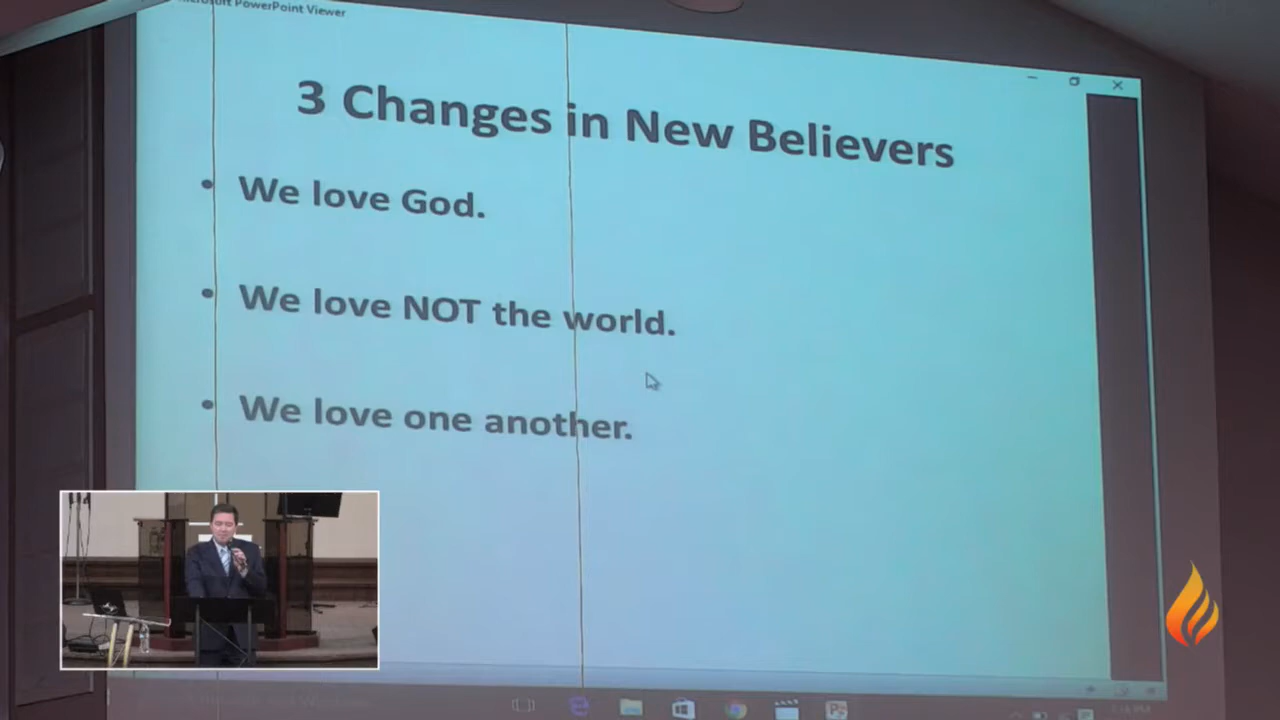 Microsoft PowerPoint Viewer
3 Changes in New Believers
• We love God.
• We love NOT the world.
• We love one another.